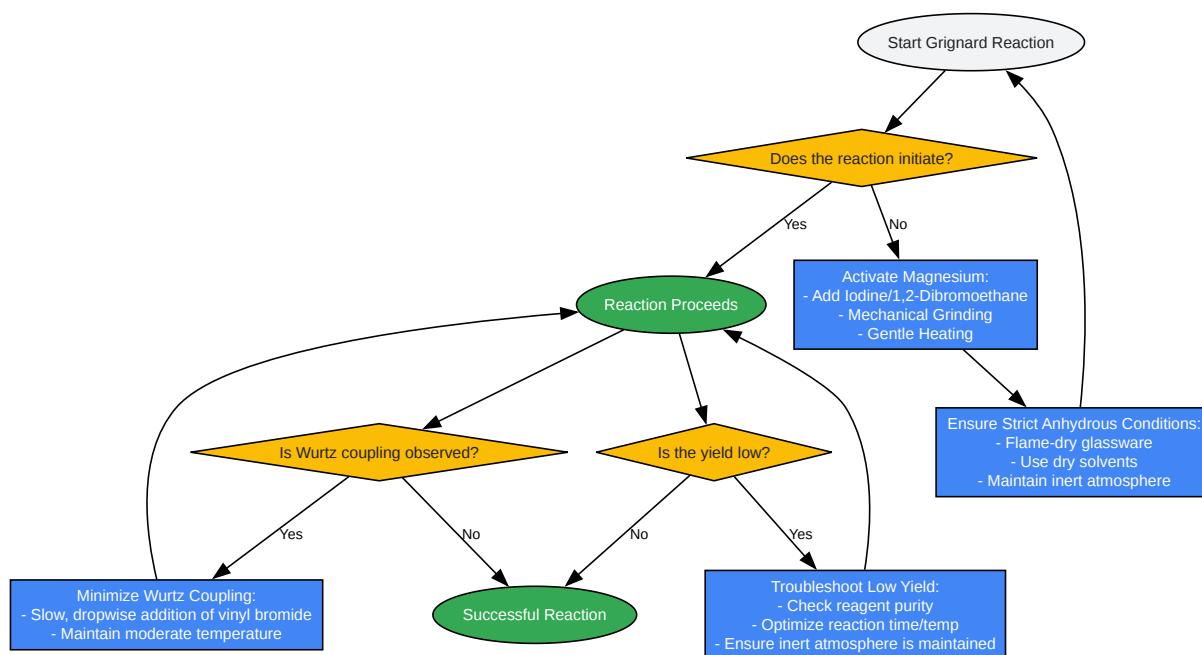 Start Grignard Reaction
Does the reaction initiate?
Yes
No
Activate Magnesium:
- Add Iodine/1,2-Dibromoethane
- Mechanical Grinding
- Gentle Heating
Reaction Proceeds
Ensure Strict Anhydrous Conditions:
- Flame-dry glassware
- Use dry solvents
- Maintain inert atmosphere
Is Wurtz coupling observed?
Is the yield low?
Yes
No
No
Yes
Minimize Wurtz Coupling:
- Slow, dropwise addition of vinyl bromide
- Maintain moderate temperature
Successful Reaction
Troubleshoot Low Yield:
- Check reagent purity
- Optimize reaction time/temp
- Ensure inert atmosphere is maintained